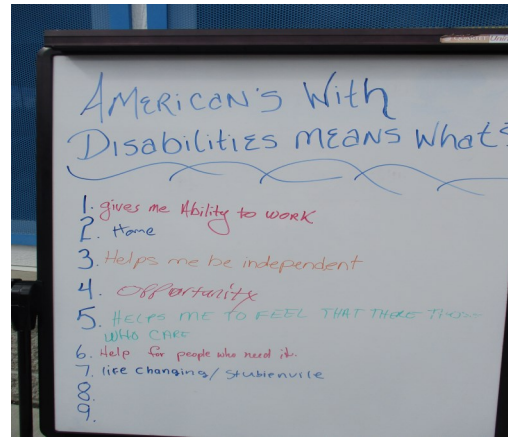 AMERICAN'S With
DISabilitiES MEANS What?
1. gives me Ability to WORK
2. Home
3. Helps me be independent
4. Opportunity
5. HELPS ME TO FEEL THAT THERE
WHO CARE
6. Help for people who need it.
7. life changing / Stubienville
8.
9.